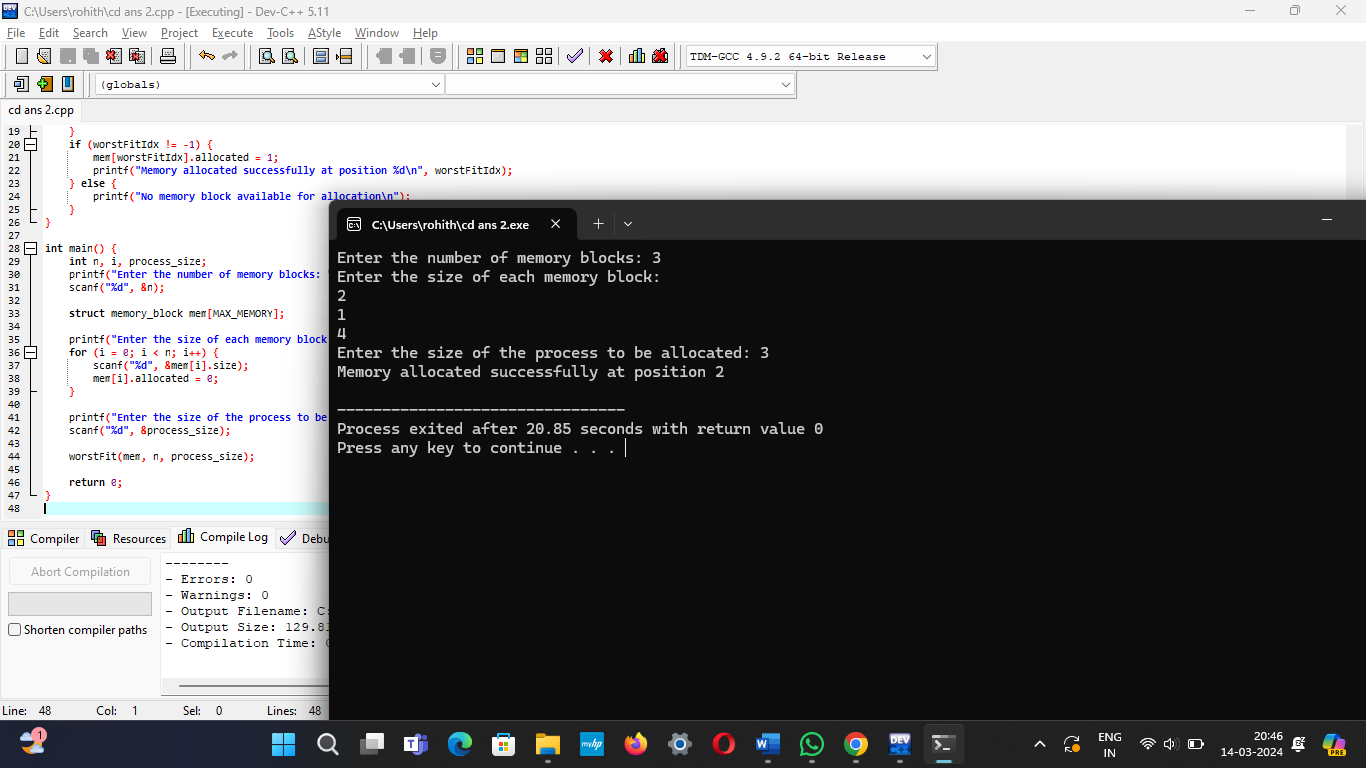 C:\Users\rohith\cd ans 2.cpp - [Executing] - Dev-C++ 5.11
File Edit Search View Project Execute Tools AStyle Window Help
TDM-GCC 4.9.2 64-bit Release
(globals)
cd ans 2.cpp
19 }
20 if (worstFitIdx != -1) {
21 mem[worstFitIdx].allocated = 1;
22 printf("Memory allocated successfully at position %d\n", worstFitIdx);
23 } else {
24 printf("No memory block available for allocation\n");
25 }
26 }
27
28 int main() {
29 int n, i, process_size;
30 printf("Enter the number of memory blocks: "
31 scanf("%d", &n);
32
33 struct memory_block mem[MAX_MEMORY];
34
35 printf("Enter the size of each memory block
36 for (i = 0; i < n; i++) {
37 scanf("%d", &mem[i].size);
38 mem[i].allocated = 0;
39 }
40
41 printf("Enter the size of the process to be
42 scanf("%d", &process_size);
43
44 worstFit(mem, n, process_size);
45
46 return 0;
47 }
48
C:\Users\rohith\cd ans 2.exe
Enter the number of memory blocks: 3
Enter the size of each memory block:
2
1
4
Enter the size of the process to be allocated: 3
Memory allocated successfully at position 2
--------------------------------
Process exited after 20.85 seconds with return value 0
Press any key to continue . . .
Compiler Resources Compile Log Debu
Abort Compilation
Shorten compiler paths
--------
- Errors: 0
- Warnings: 0
- Output Filename: C:
- Output Size: 129.8
- Compilation Time:
Line: 48 Col: 1 Sel: 0 Lines: 48
1
myhp
DEV
ENG
IN
20:46
14-03-2024
PRE